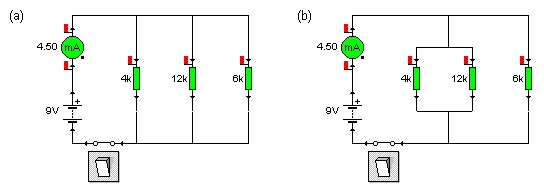 (a)
4.50 mA
4k 12k 6k
9V +
(b)
4.50 mA
4k 12k 6k
9V +